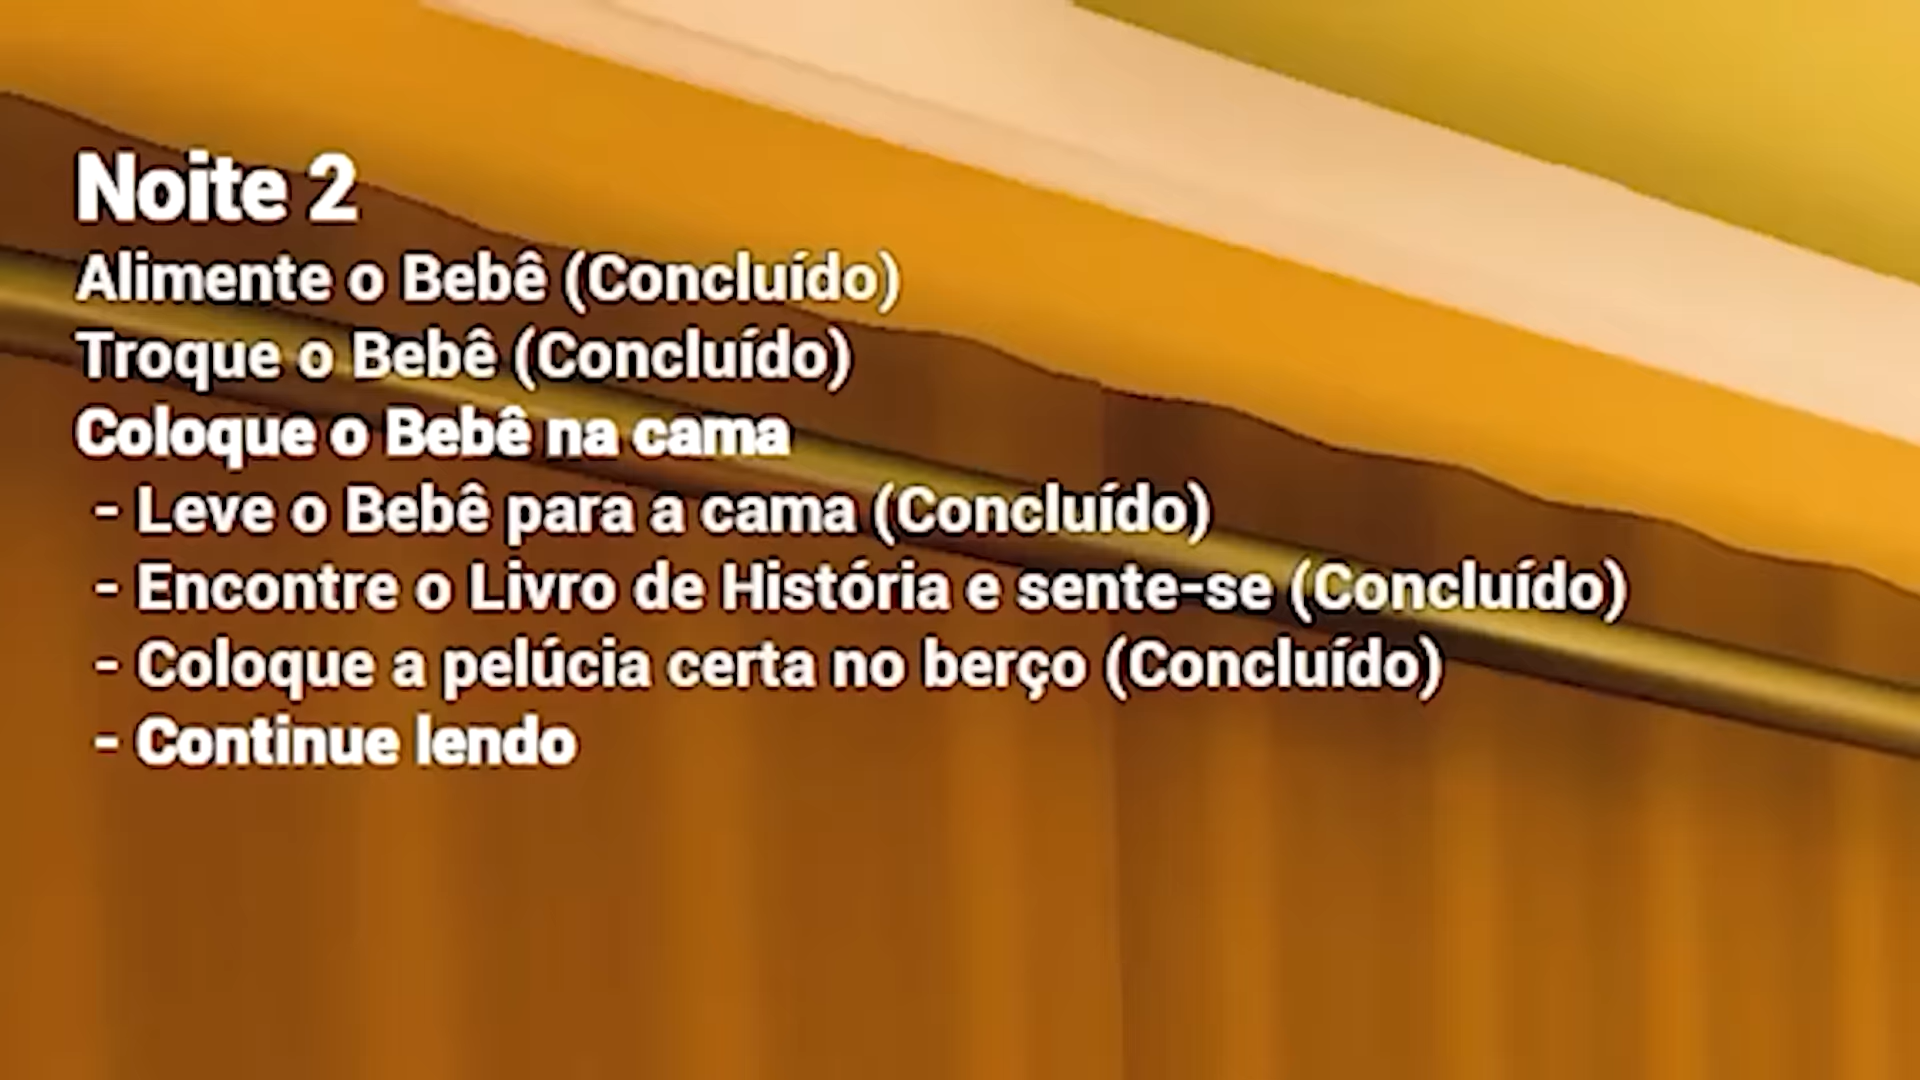 Noite 2
Alimente o Bebê (Concluído)
Troque o Bebê (Concluído)
Coloque o Bebê na cama
- Leve o Bebê para a cama (Concluído)
- Encontre o Livro de História e sente-se (Concluído)
- Coloque a pelúcia certa no berço (Concluído)
- Continue lendo